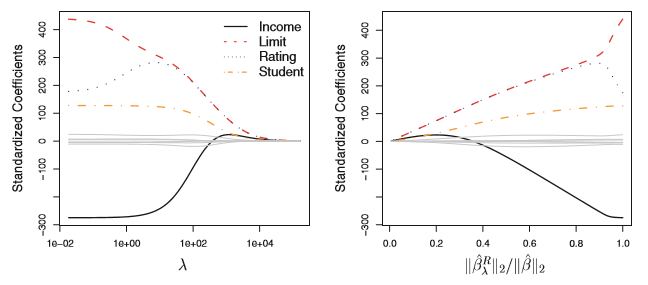 Income
Limit
Rating
Student
Standardized Coefficients
−300 −100 0 100 200 300 400
1e−02 1e+00 1e+02 1e+04
λ
Standardized Coefficients
−300 −100 0 100 200 300 400
0.0 0.2 0.4 0.6 0.8 1.0
‖β̂λᴿ‖₂/‖β̂‖₂